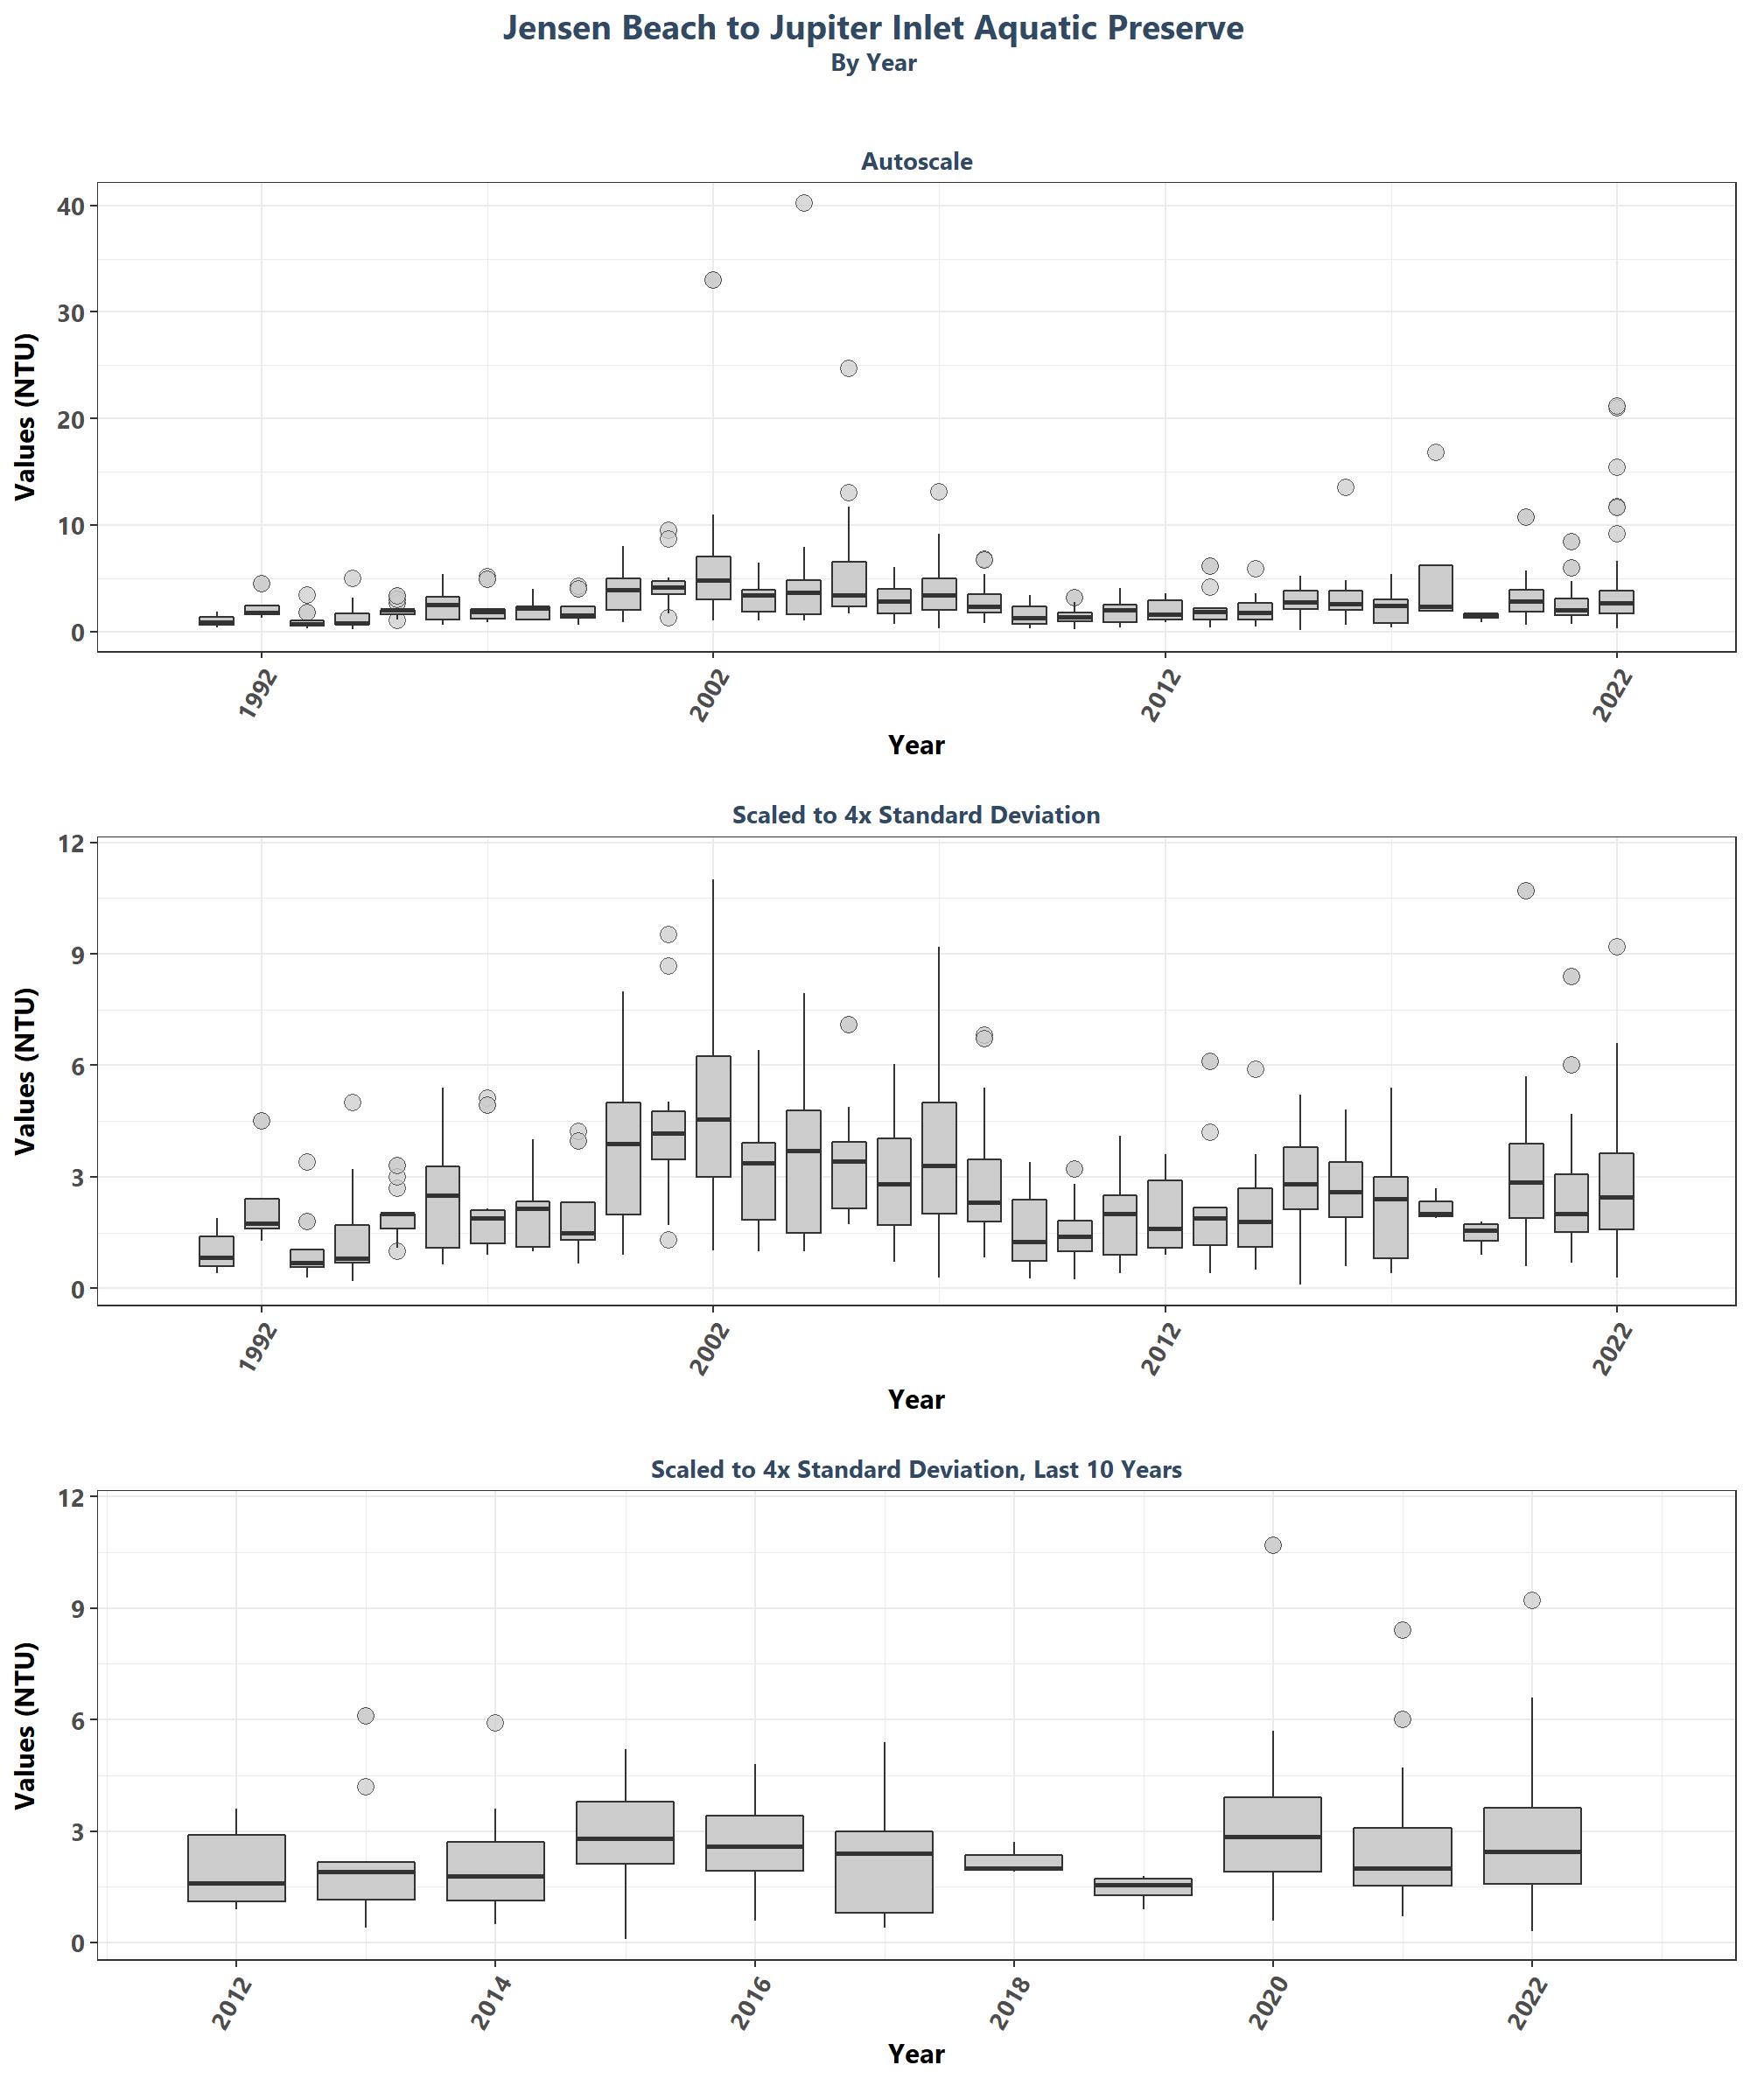 Jensen Beach to Jupiter Inlet Aquatic Preserve
By Year
Autoscale
Values (NTU)
40
30
20
10
0
1992
2002
2012
2022
Year
Scaled to 4x Standard Deviation
Values (NTU)
12
9
6
3
0
1992
2002
2012
2022
Year
Scaled to 4x Standard Deviation, Last 10 Years
Values (NTU)
12
9
6
3
0
2012
2014
2016
2018
2020
2022
Year